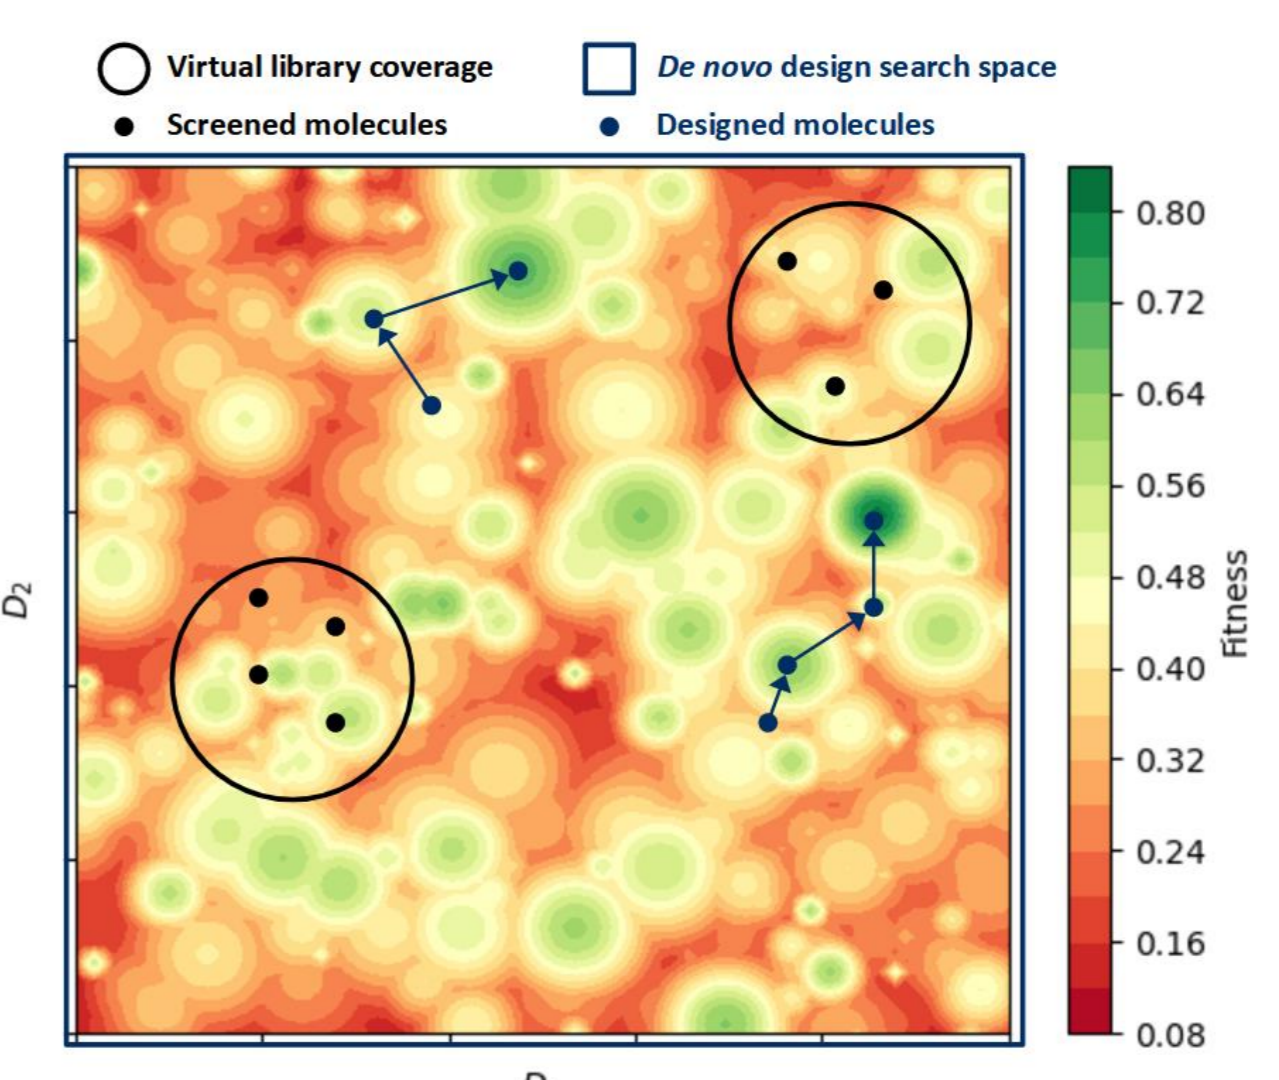 Virtual library coverage
De novo design search space
Screened molecules
Designed molecules
0.80
0.72
0.64
0.56
0.48
0.40
0.32
0.24
0.16
0.08
Fitness
D₂